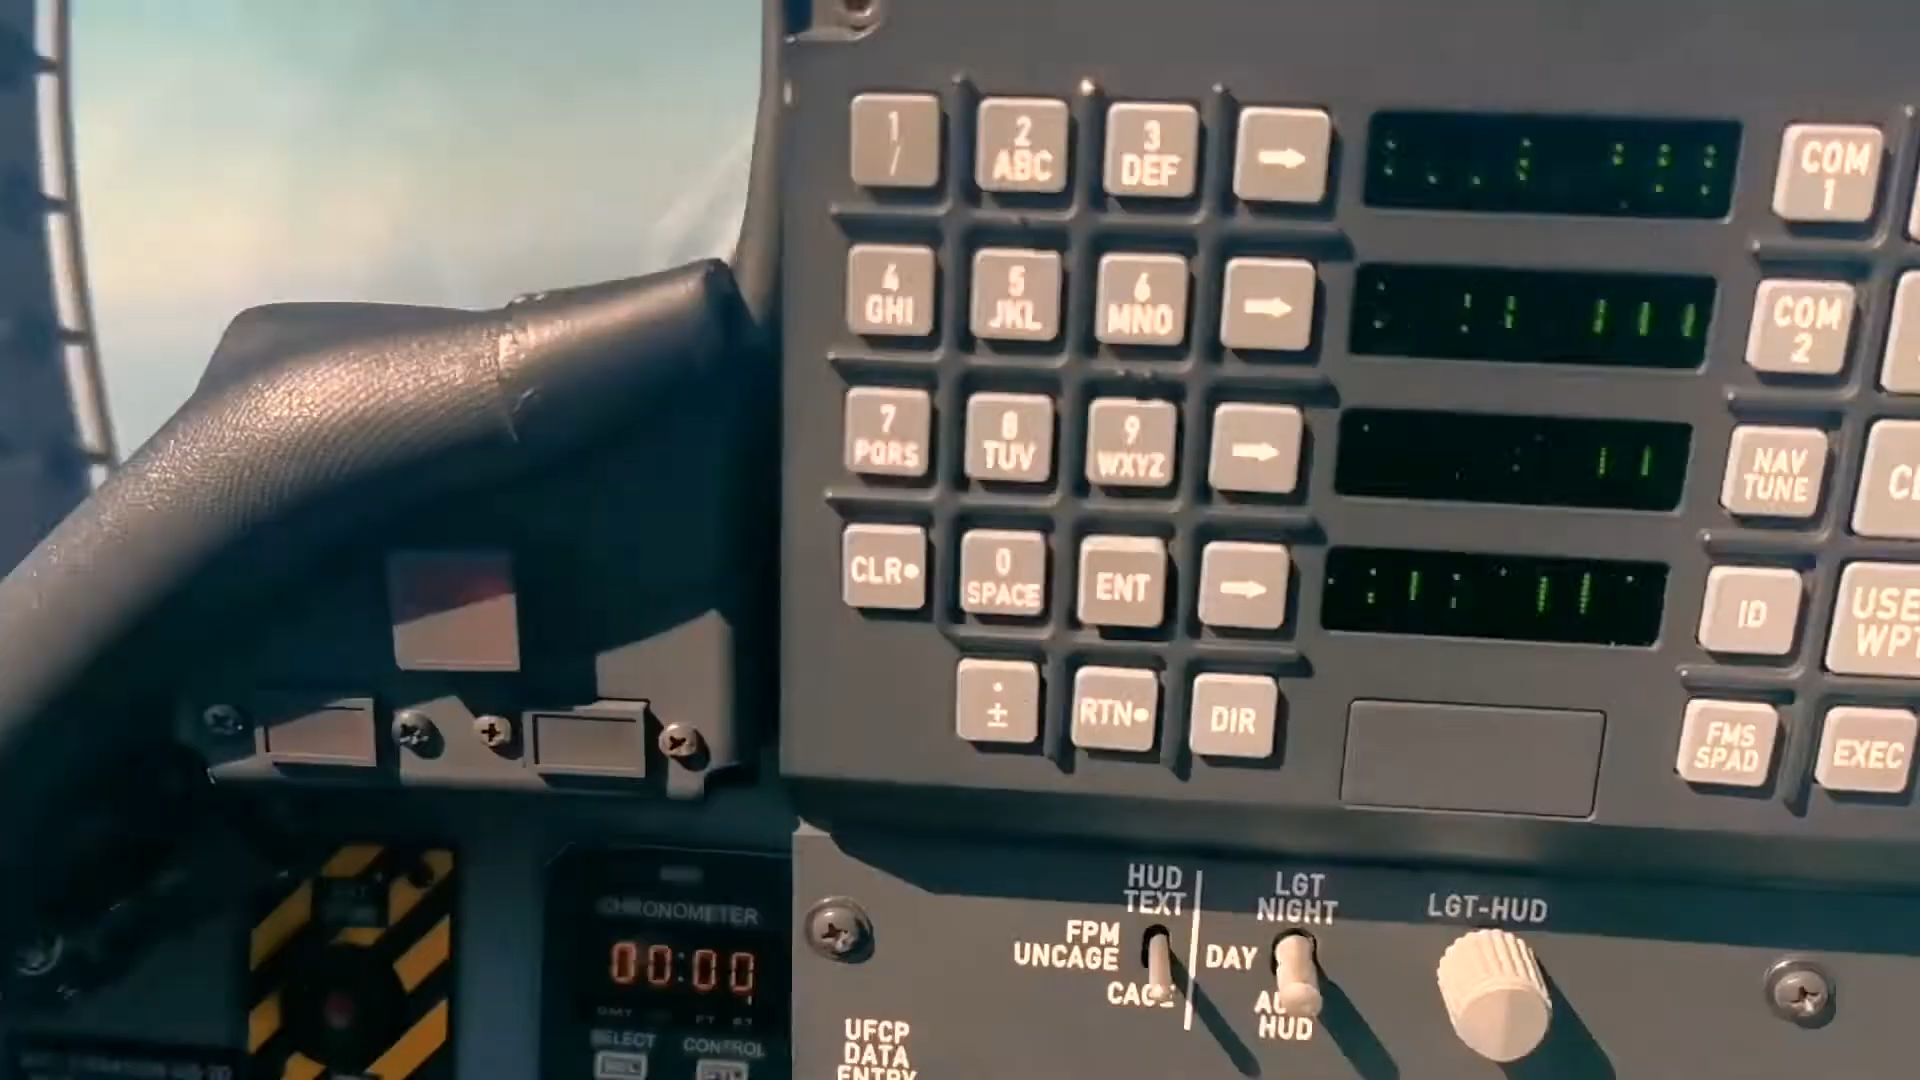 1
/
2
ABC
3
DEF
COM
1
4
GHI
5
JKL
6
MNO
COM
2
7
PQRS
8
TUV
9
WXYZ
NAV
TUNE
CLR•
0
SPACE
ENT
ID
USE
WPT
.
±
RTN•
DIR
FMS
SPAD
EXEC
HUD
TEXT
FPM
UNCAGE
CAGE
LGT
NIGHT
DAY
HUD
LGT-HUD
UFCP
DATA
ENTRY
CHRONOMETER
00:00
SELECT
CONTROL